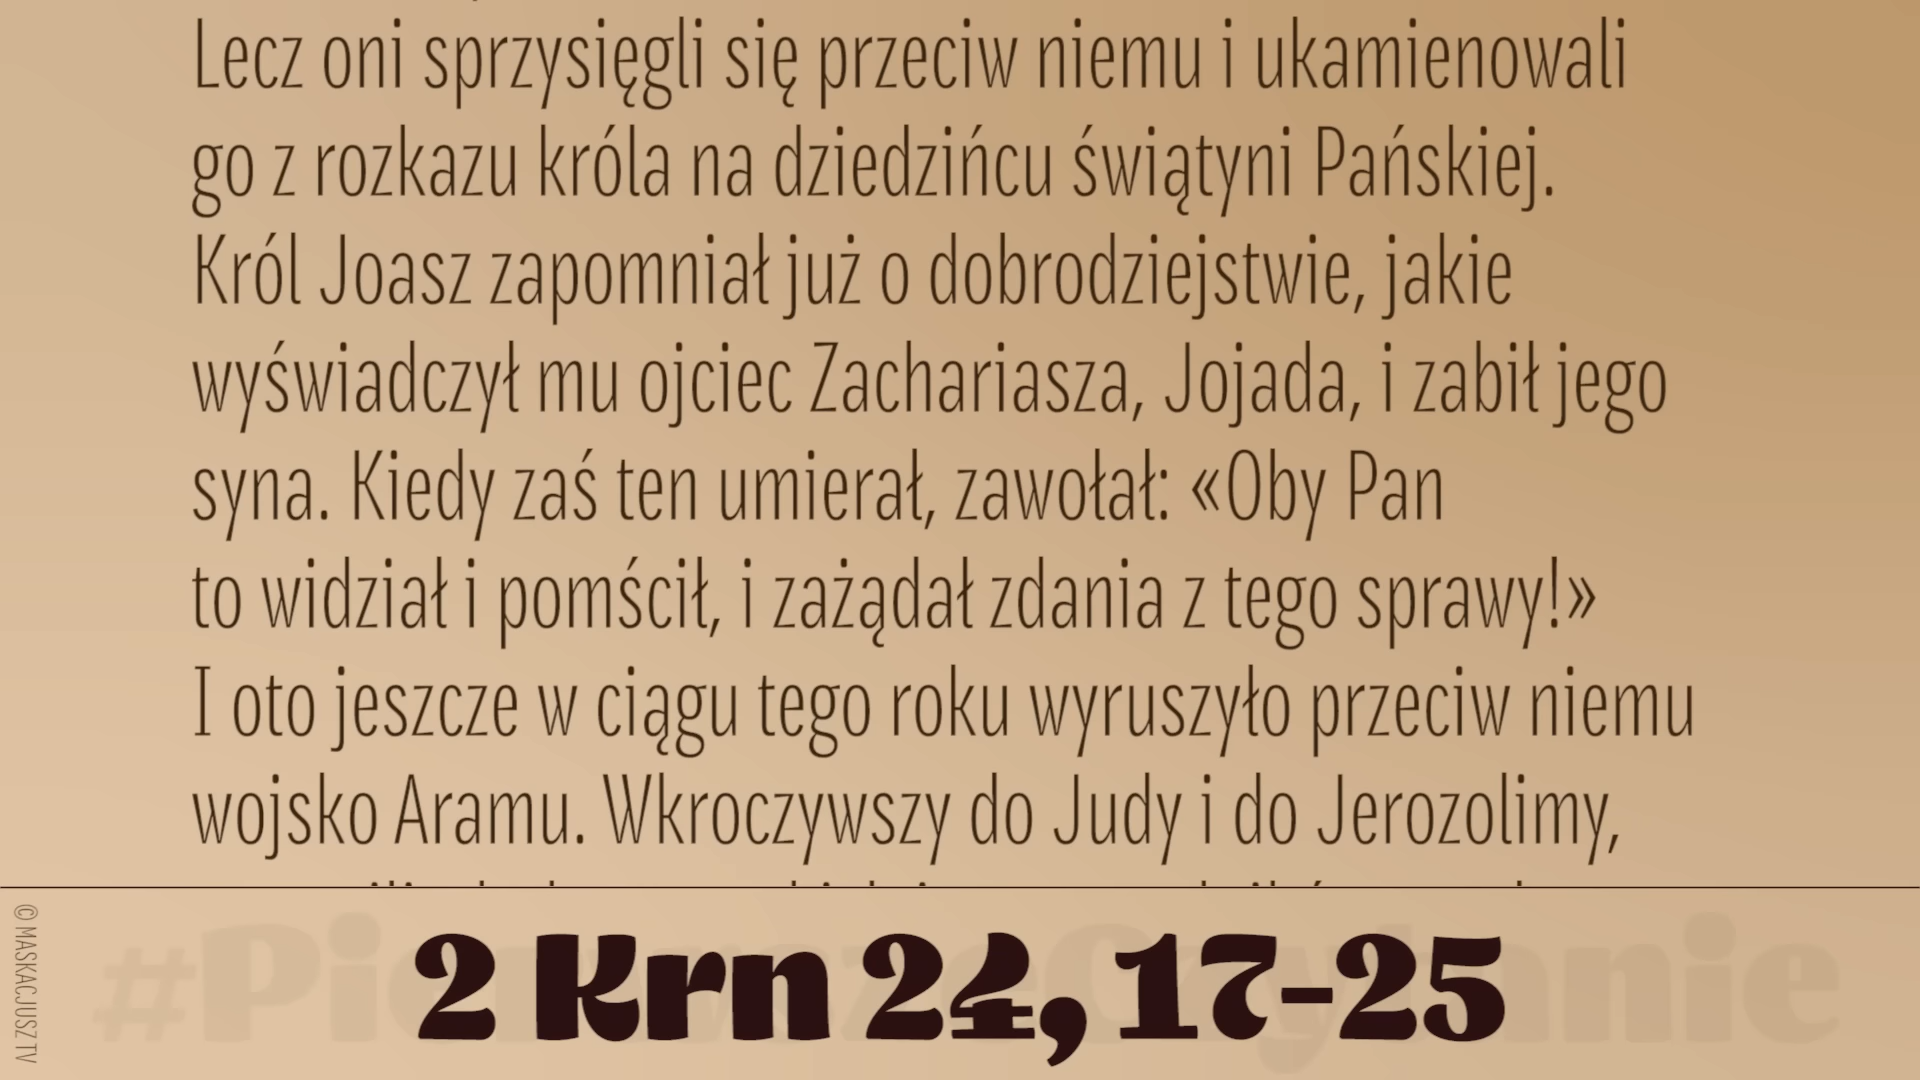 Lecz oni sprzysięgli się przeciw niemu i ukamienowali
go z rozkazu króla na dziedzińcu świątyni Pańskiej.
Król Joasz zapomniał już o dobrodziejstwie, jakie
wyświadczył mu ojciec Zachariasza, Jojada, i zabił jego
syna. Kiedy zaś ten umierał, zawołał: «Oby Pan
to widział i pomścił, i zażądał zdania z tego sprawy!»
I oto jeszcze w ciągu tego roku wyruszyło przeciw niemu
wojsko Aramu. Wkroczywszy do Judy i do Jerozolimy,
#PierwszeCzytanie
2 Krn 24, 17-25
© MASKACJUSZ TV